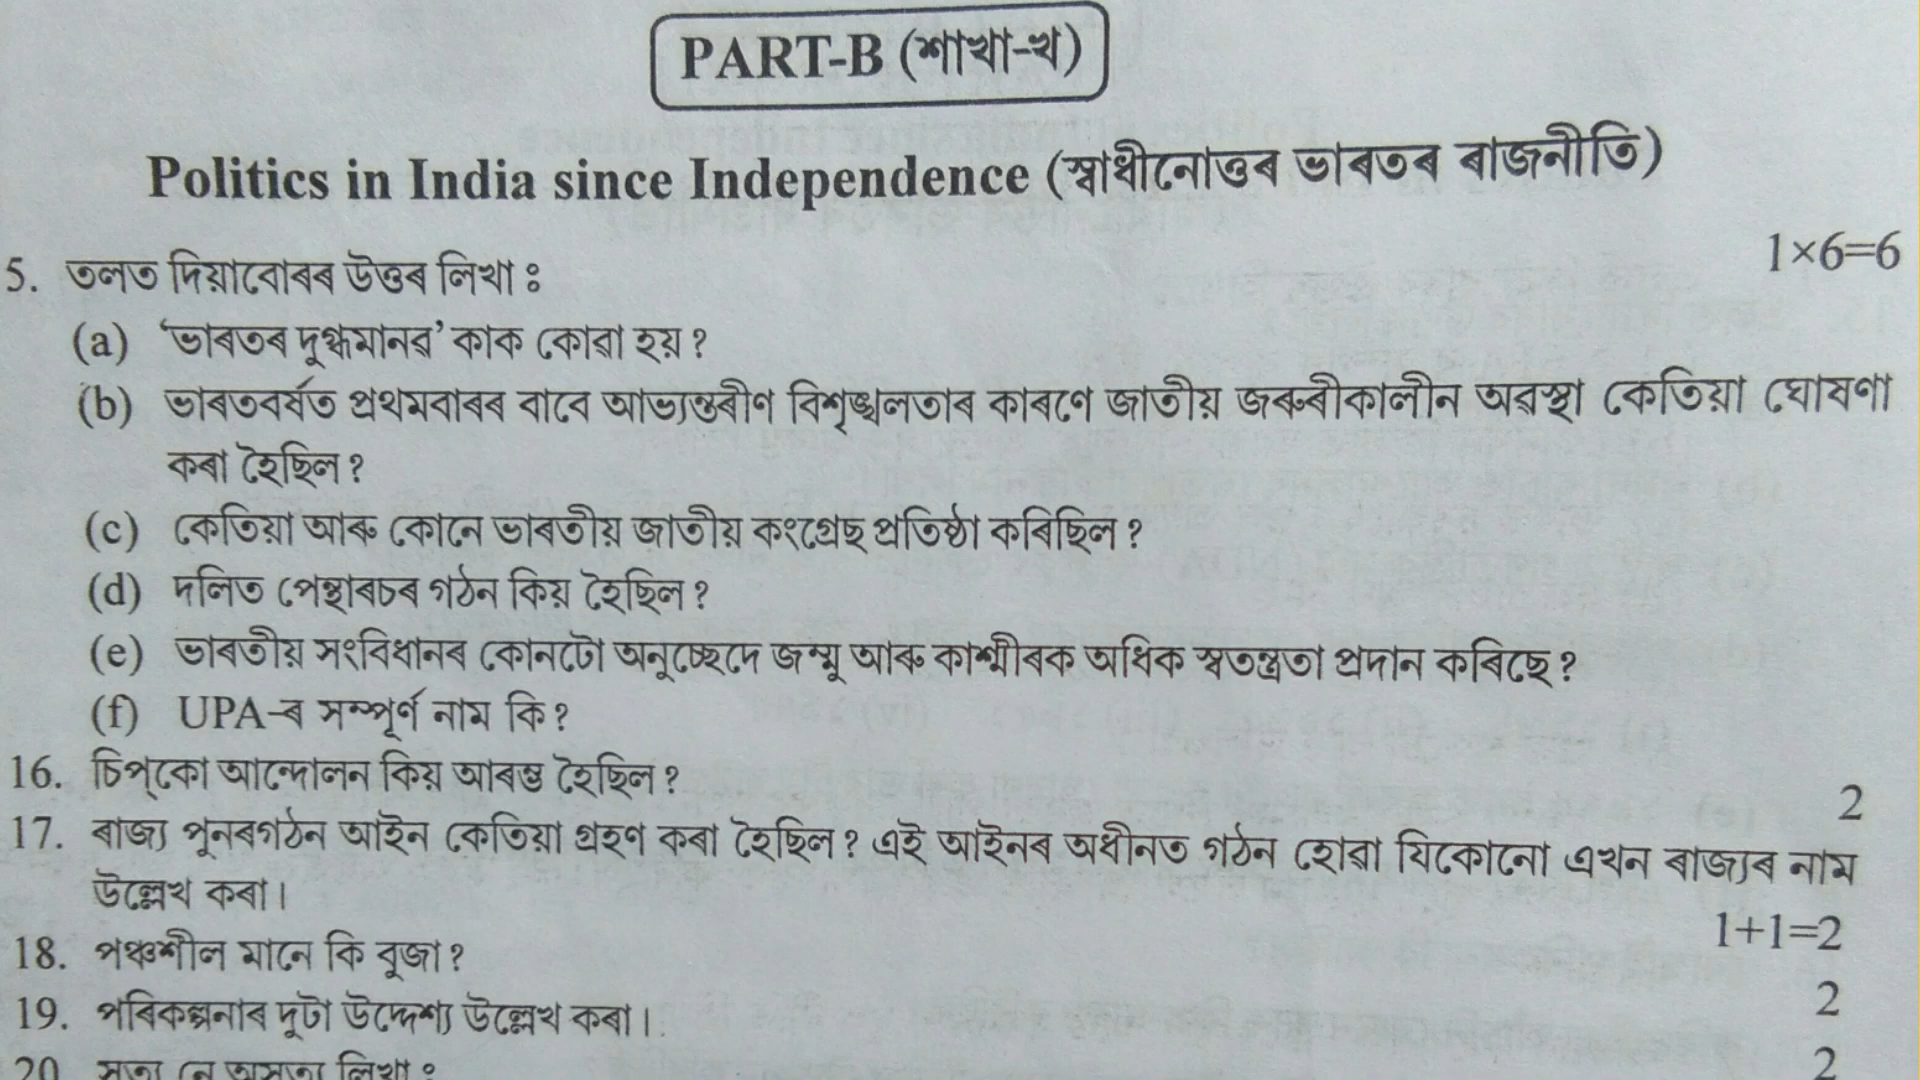 PART-B (শাখা-খ)
Politics in India since Independence (স্বাধীনোত্তৰ ভাৰতৰ ৰাজনীতি)
5. তলত দিয়াবোৰৰ উত্তৰ লিখা ঃ 1×6=6
(a) ‘ভাৰতৰ দুগ্ধমানৱ’ কাক কোৱা হয় ?
(b) ভাৰতবৰ্ষত প্ৰথমবাৰৰ বাবে আভ্যন্তৰীণ বিশৃঙ্খলতাৰ কাৰণে জাতীয় জৰুৰীকালীন অৱস্থা কেতিয়া ঘোষণা
কৰা হৈছিল ?
(c) কেতিয়া আৰু কোনে ভাৰতীয় জাতীয় কংগ্ৰেছ প্ৰতিষ্ঠা কৰিছিল ?
(d) দলিত পেন্থাৰচৰ গঠন কিয় হৈছিল ?
(e) ভাৰতীয় সংবিধানৰ কোনটো অনুচ্ছেদে জম্মু আৰু কাশ্মীৰক অধিক স্বতন্ত্ৰতা প্ৰদান কৰিছে ?
(f) UPA-ৰ সম্পূৰ্ণ নাম কি ?
16. চিপ্‌কো আন্দোলন কিয় আৰম্ভ হৈছিল ? 2
17. ৰাজ্য পুনৰগঠন আইন কেতিয়া গ্ৰহণ কৰা হৈছিল ? এই আইনৰ অধীনত গঠন হোৱা যিকোনো এখন ৰাজ্যৰ নাম
উল্লেখ কৰা। 1+1=2
18. পঞ্চশীল মানে কি বুজা ? 2
19. পৰিকল্পনাৰ দুটা উদ্দেশ্য উল্লেখ কৰা। 2
20 সত্য নে অসত্য লিখা ঃ